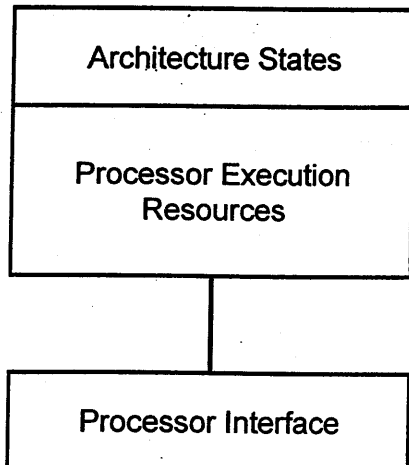 Architecture States
Processor Execution
Resources
Processor Interface